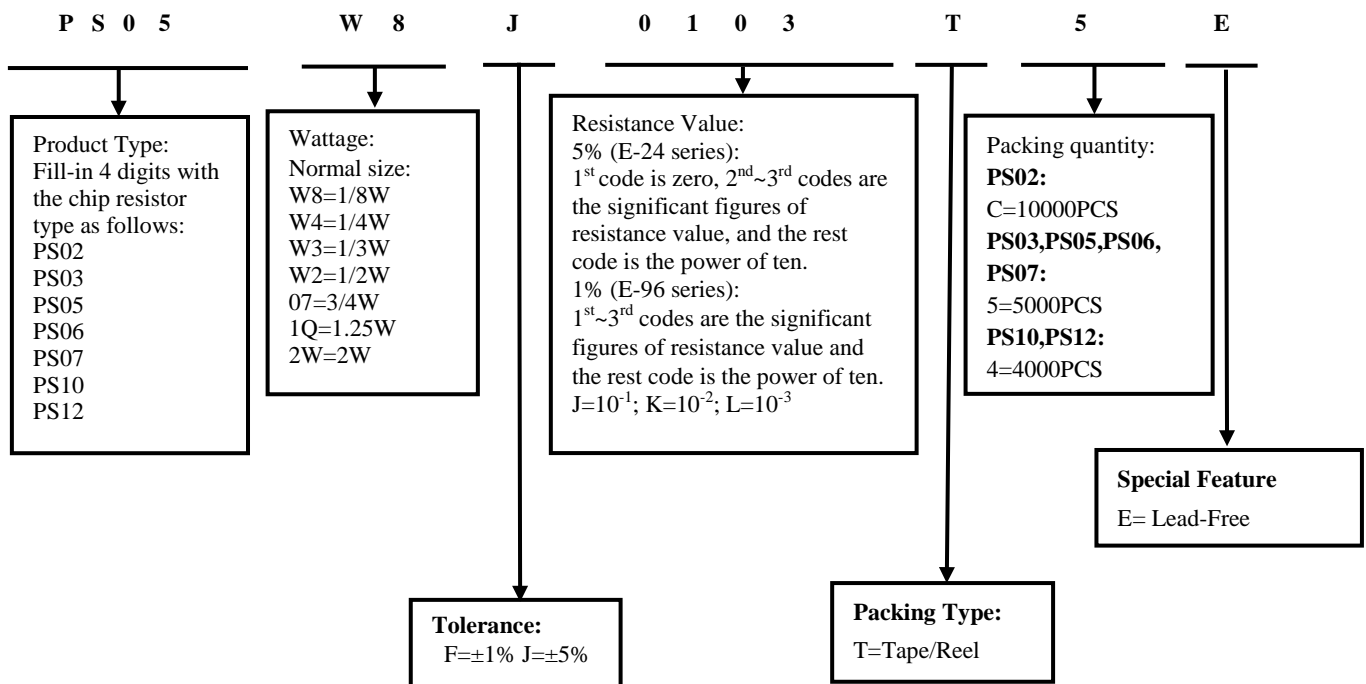 P S 0 5 W 8 J 0 1 0 3 T 5 E
Product Type:
Fill-in 4 digits with
the chip resistor
type as follows:
PS02
PS03
PS05
PS06
PS07
PS10
PS12
Wattage:
Normal size:
W8=1/8W
W4=1/4W
W3=1/3W
W2=1/2W
07=3/4W
1Q=1.25W
2W=2W
Resistance Value:
5% (E-24 series):
1st code is zero, 2nd~3rd codes are
the significant figures of
resistance value, and the rest
code is the power of ten.
1% (E-96 series):
1st~3rd codes are the significant
figures of resistance value and
the rest code is the power of ten.
J=10-1; K=10-2; L=10-3
Packing quantity:
PS02:
C=10000PCS
PS03,PS05,PS06,
PS07:
5=5000PCS
PS10,PS12:
4=4000PCS
Special Feature
E= Lead-Free
Tolerance:
F=±1% J=±5%
Packing Type:
T=Tape/Reel